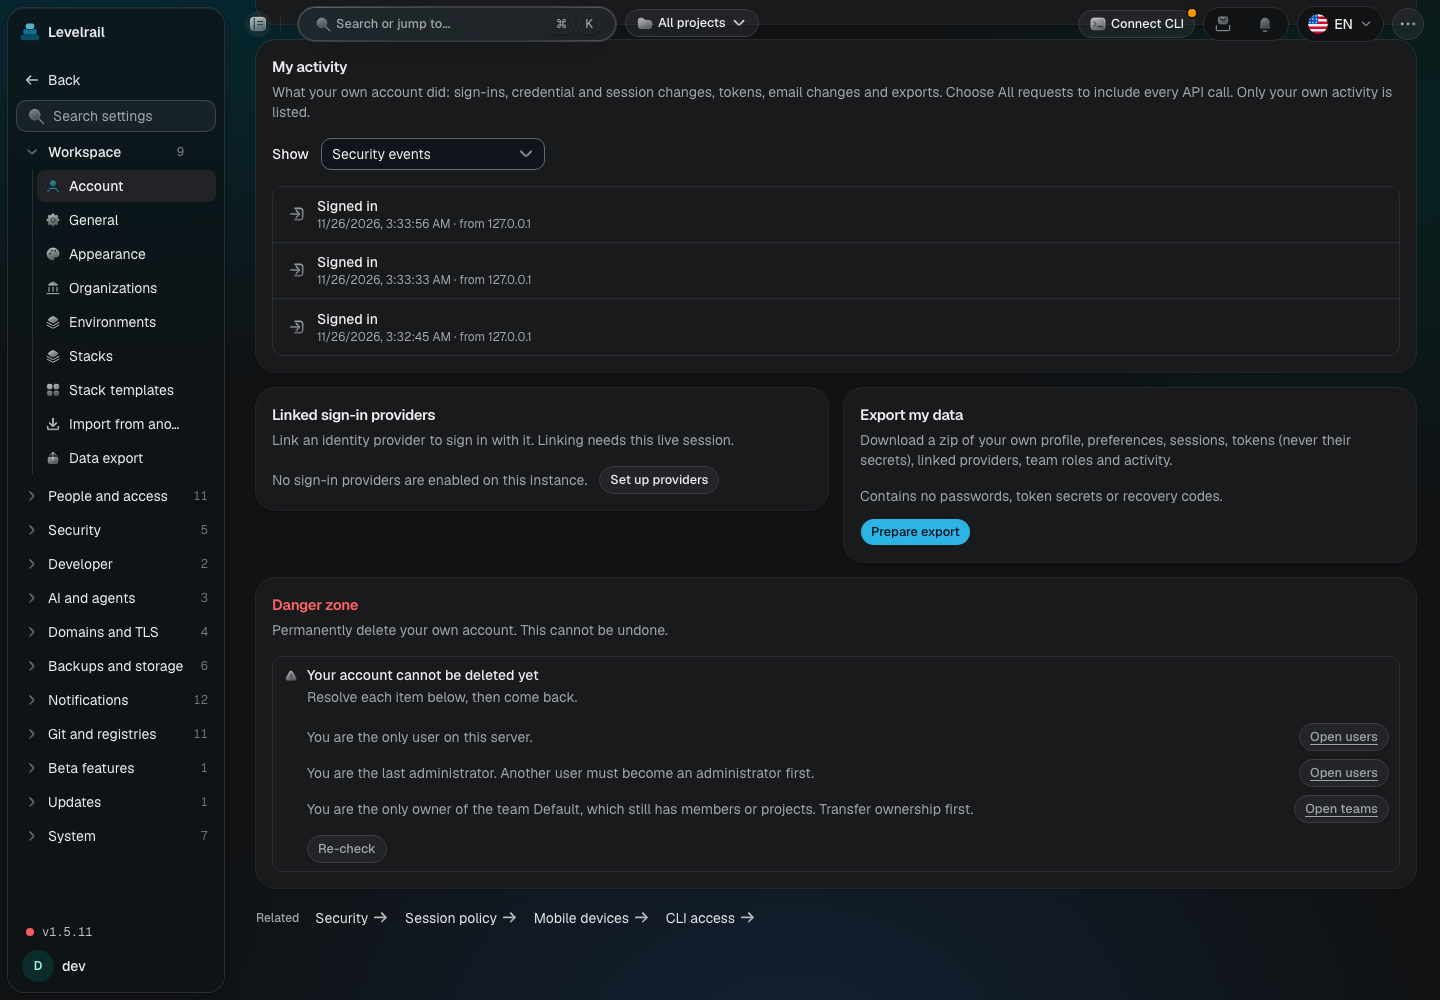 Levelrail
Search or jump to...
⌘ K
All projects
Connect CLI
EN
Back
Search settings
Workspace 9
Account
General
Appearance
Organizations
Environments
Stacks
Stack templates
Import from ano...
Data export
People and access 11
Security 5
Developer 2
AI and agents 3
Domains and TLS 4
Backups and storage 6
Notifications 12
Git and registries 11
Beta features 1
Updates 1
System 7
v1.5.11
D dev
My activity
What your own account did: sign-ins, credential and session changes, tokens, email changes and exports. Choose All requests to include every API call. Only your own activity is
listed.
Show Security events
Signed in
11/26/2026, 3:33:56 AM · from 127.0.0.1
Signed in
11/26/2026, 3:33:33 AM · from 127.0.0.1
Signed in
11/26/2026, 3:32:45 AM · from 127.0.0.1
Linked sign-in providers
Link an identity provider to sign in with it. Linking needs this live session.
No sign-in providers are enabled on this instance. Set up providers
Export my data
Download a zip of your own profile, preferences, sessions, tokens (never their
secrets), linked providers, team roles and activity.
Contains no passwords, token secrets or recovery codes.
Prepare export
Danger zone
Permanently delete your own account. This cannot be undone.
Your account cannot be deleted yet
Resolve each item below, then come back.
You are the only user on this server. Open users
You are the last administrator. Another user must become an administrator first. Open users
You are the only owner of the team Default, which still has members or projects. Transfer ownership first. Open teams
Re-check
Related Security Session policy Mobile devices CLI access